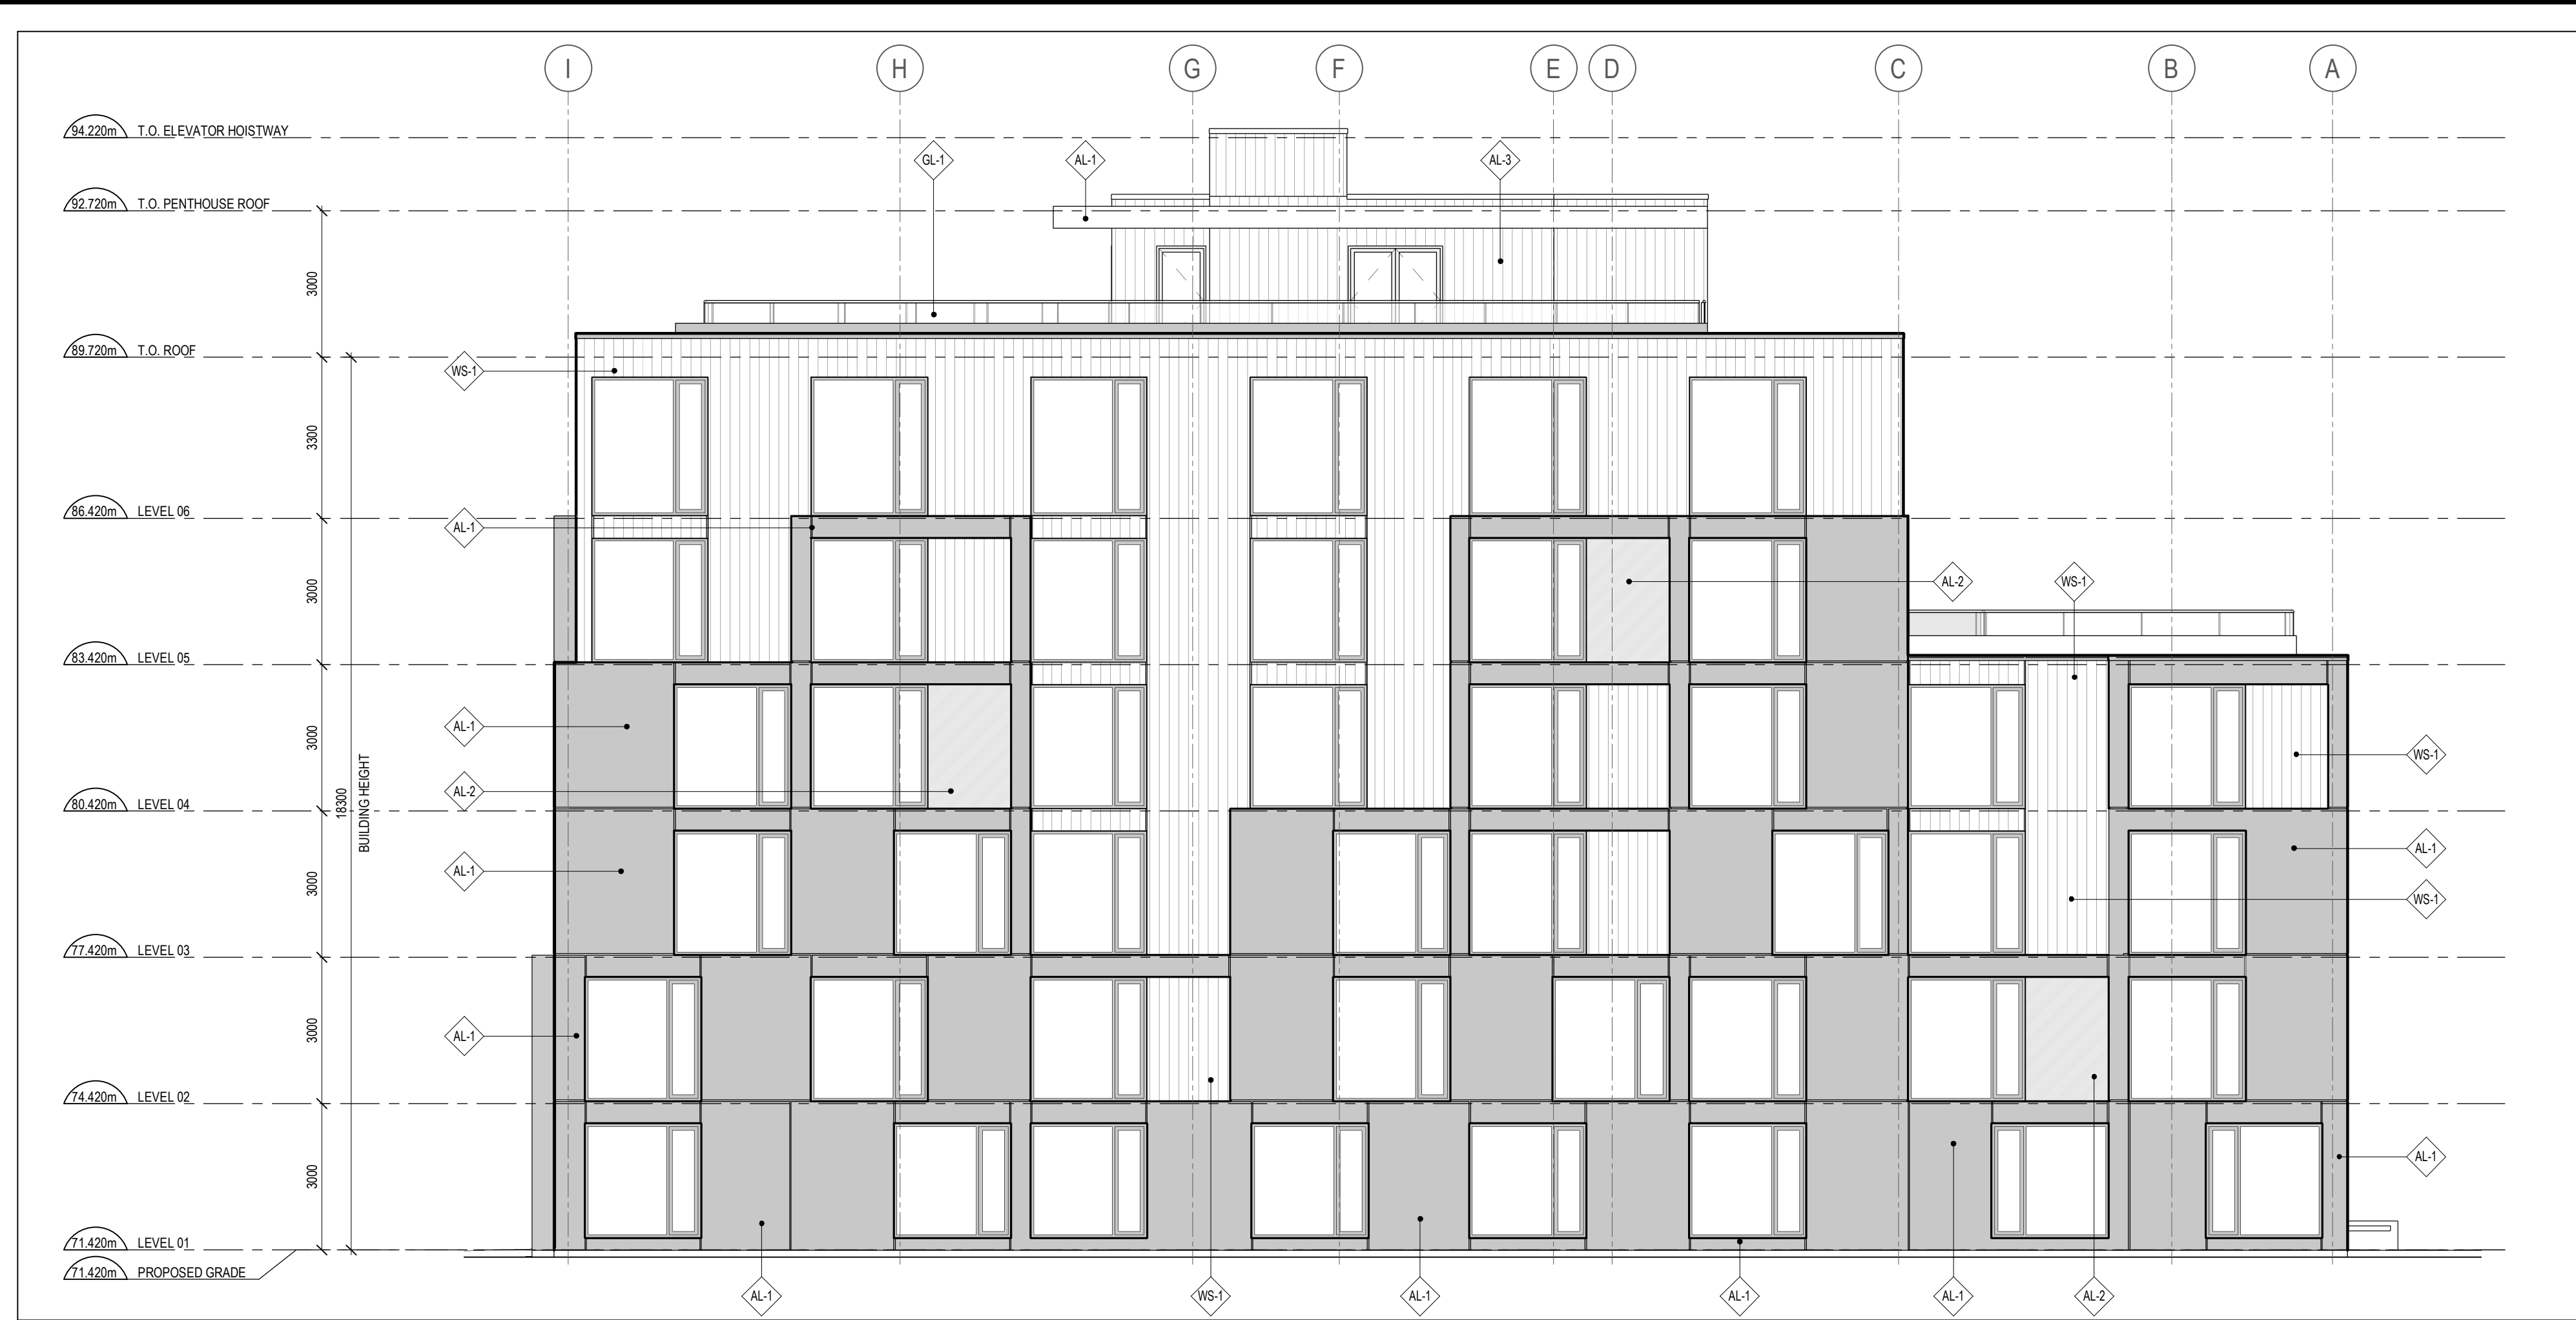 I H G F E D C B A
94.220m T.O. ELEVATOR HOISTWAY
GL-1 AL-1 AL-3
92.720m T.O. PENTHOUSE ROOF
3000
89.720m T.O. ROOF
WS-1
3300
86.420m LEVEL 06
AL-1
3000
AL-2 WS-1
83.420m LEVEL 05
AL-1
3000
WS-1
AL-2
80.420m LEVEL 04
18300
BUILDING HEIGHT
AL-1
AL-1
3000
WS-1
77.420m LEVEL 03
3000
AL-1
74.420m LEVEL 02
3000
AL-1
71.420m LEVEL 01
71.420m PROPOSED GRADE
AL-1 WS-1 AL-1 AL-1 AL-1 AL-2